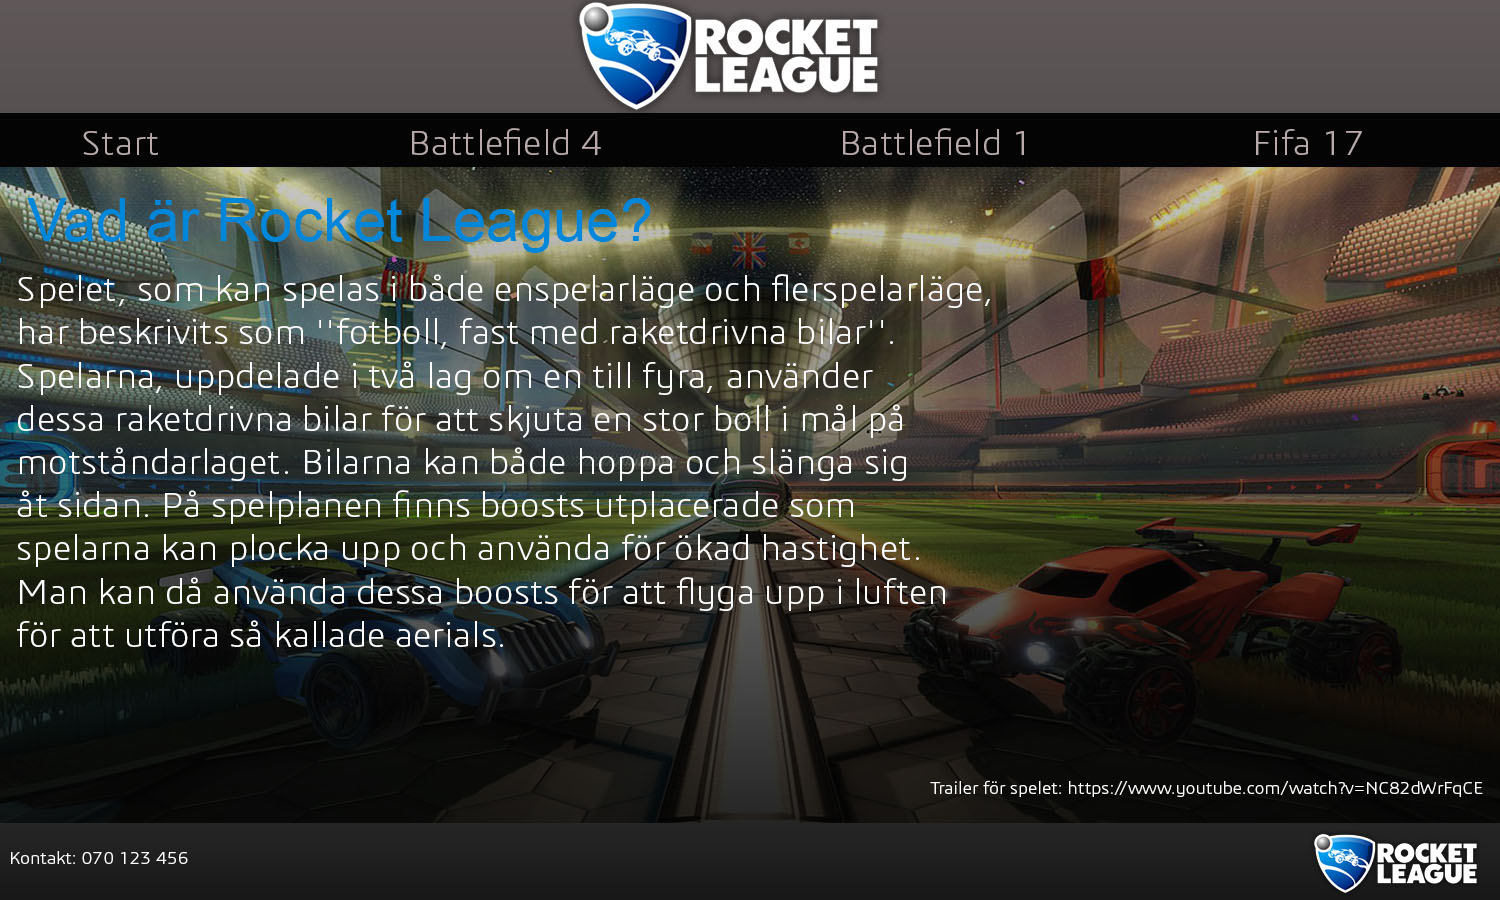 ROCKET
LEAGUE
Start Battlefield 4 Battlefield 1 Fifa 17
Vad är Rocket League?
Spelet, som kan spelas i både enspelarläge och flerspelarläge,
har beskrivits som ''fotboll, fast med raketdrivna bilar''.
Spelarna, uppdelade i två lag om en till fyra, använder
dessa raketdrivna bilar för att skjuta en stor boll i mål på
motståndarlaget. Bilarna kan både hoppa och slänga sig
åt sidan. På spelplanen finns boosts utplacerade som
spelarna kan plocka upp och använda för ökad hastighet.
Man kan då använda dessa boosts för att flyga upp i luften
för att utföra så kallade aerials.
Trailer för spelet: https://www.youtube.com/watch?v=NC82dWrFqCE
Kontakt: 070 123 456
ROCKET
LEAGUE